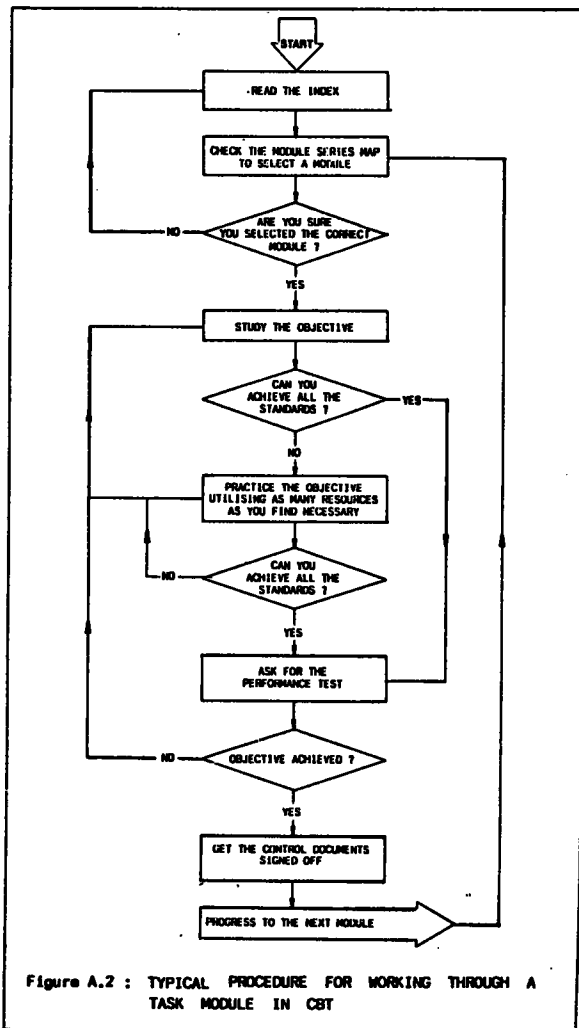 START
READ THE INDEX
CHECK THE MODULE SERIES MAP
TO SELECT A MODULE
ARE YOU SURE
YOU SELECTED THE CORRECT
MODULE ?
NO
YES
STUDY THE OBJECTIVE
CAN YOU
ACHIEVE ALL THE
STANDARDS ?
YES
NO
PRACTICE THE OBJECTIVE
UTILISING AS MANY RESOURCES
AS YOU FIND NECESSARY
CAN YOU
ACHIEVE ALL THE
STANDARDS ?
NO
YES
ASK FOR THE
PERFORMANCE TEST
OBJECTIVE ACHIEVED ?
NO
YES
GET THE CONTROL DOCUMENTS
SIGNED OFF
PROGRESS TO THE NEXT MODULE
Figure A.2 : TYPICAL PROCEDURE FOR WORKING THROUGH A
TASK MODULE IN CBT